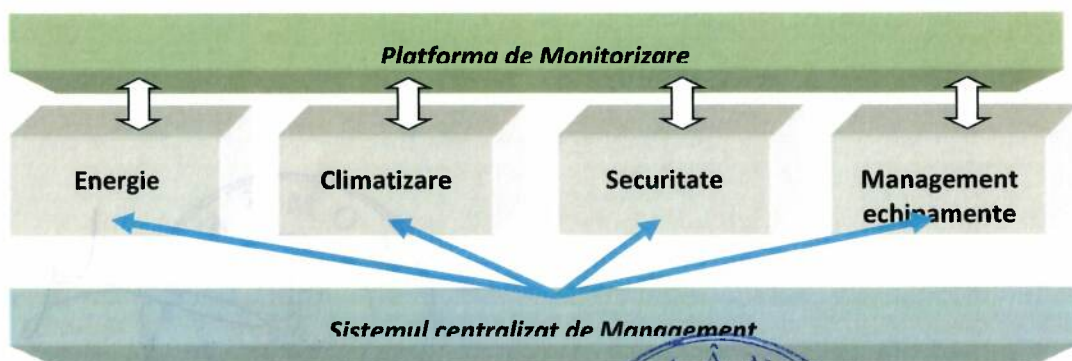 Platforma de Monitorizare
Energie
Climatizare
Securitate
Management
echipamente
Sistemul centralizat de Management